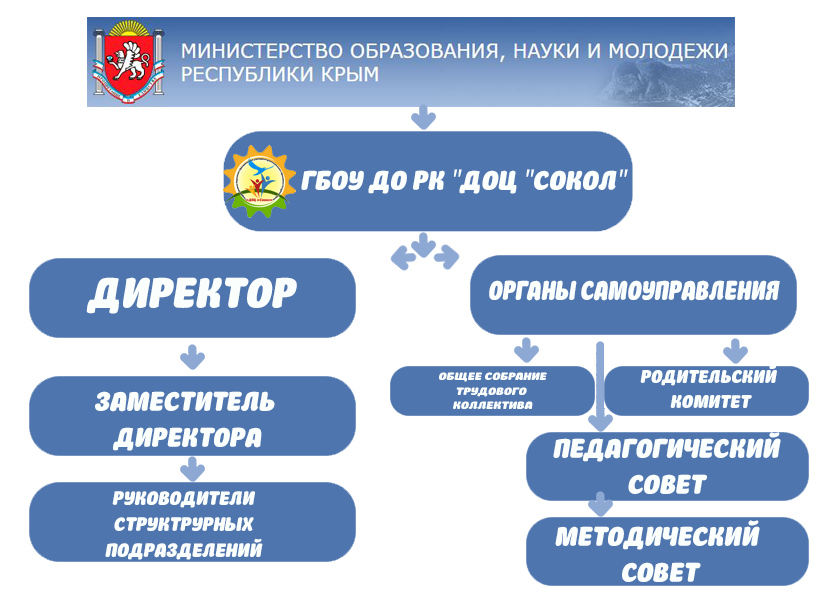 МИНИСТЕРСТВО ОБРАЗОВАНИЯ, НАУКИ И МОЛОДЕЖИ
РЕСПУБЛИКИ КРЫМ
ГБОУ ДО РК "ДОЦ "СОКОЛ"
ДИРЕКТОР
ЗАМЕСТИТЕЛЬ
ДИРЕКТОРА
РУКОВОДИТЕЛИ
СТРУКТРУРНЫХ
ПОДРАЗДЕЛЕНИЙ
ОРГАНЫ САМОУПРАВЛЕНИЯ
ОБЩЕЕ СОБРАНИЕ
ТРУДОВОГО
КОЛЛЕКТИВА
РОДИТЕЛЬСКИЙ
КОМИТЕТ
ПЕДАГОГИЧЕСКИЙ
СОВЕТ
МЕТОДИЧЕСКИЙ
СОВЕТ